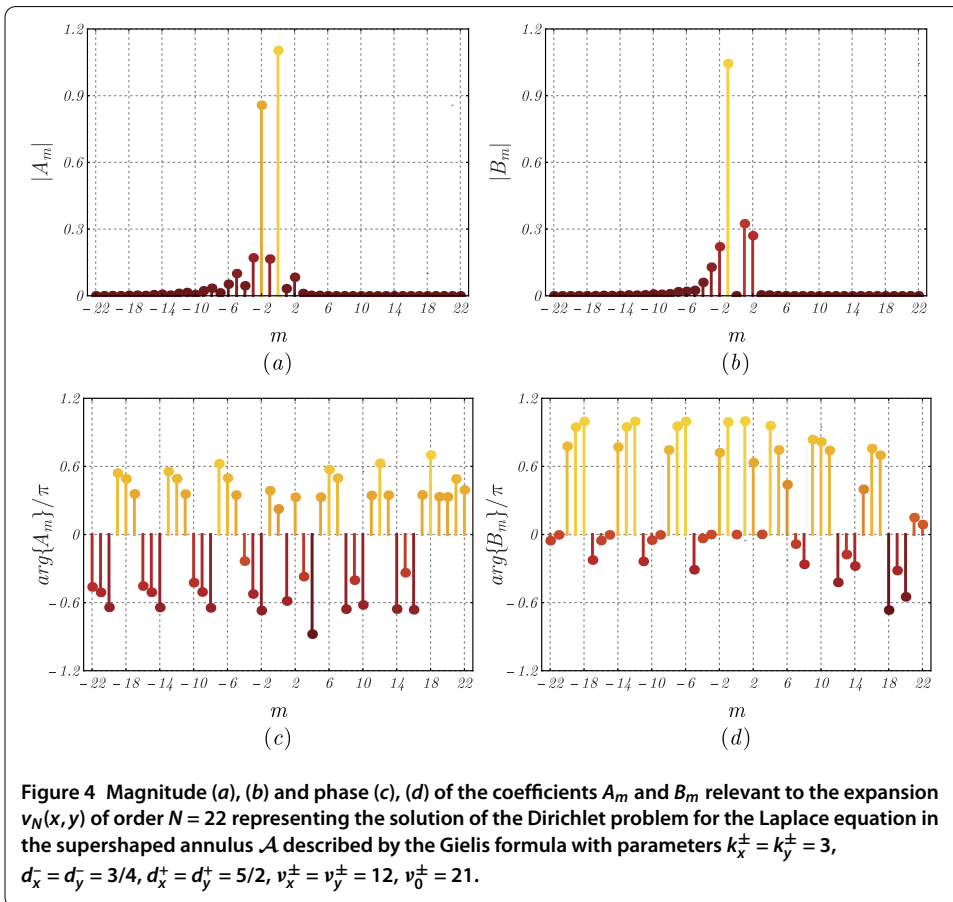 1.2 1.2
0.9 0.9
|A_m| 0.6 |B_m| 0.6
0.3 0.3
0 0
-22 -18 -14 -10 -6 -2 2 6 10 14 18 22 -22 -18 -14 -10 -6 -2 2 6 10 14 18 22
m m
(a) (b)
1.2 1.2
0.6 0.6
arg{A_m}/π 0 arg{B_m}/π 0
-0.6 -0.6
-1.2 -1.2
-22 -18 -14 -10 -6 -2 2 6 10 14 18 22 -22 -18 -14 -10 -6 -2 2 6 10 14 18 22
m m
(c) (d)
Figure 4 Magnitude (a), (b) and phase (c), (d) of the coefficients A_m and B_m relevant to the expansion
v_N(x, y) of order N = 22 representing the solution of the Dirichlet problem for the Laplace equation in
the supershaped annulus 𝒜 described by the Gielis formula with parameters k_x^± = k_y^± = 3,
d_x^- = d_y^- = 3/4, d_x^+ = d_y^+ = 5/2, ν_x^± = ν_y^± = 12, ν_0^± = 21.